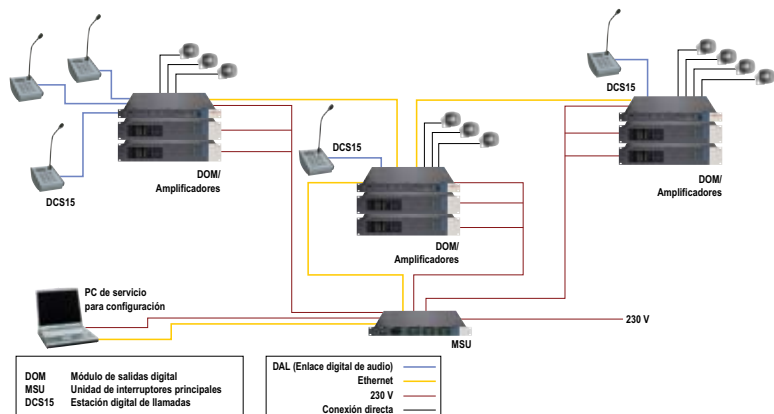 DCS15
DOM/
Amplificadores
DCS15
DCS15
DOM/
Amplificadores
DOM/
Amplificadores
PC de servicio
para configuración
230 V
MSU
DOM Módulo de salidas digital
MSU Unidad de interruptores principales
DCS15 Estación digital de llamadas
DAL (Enlace digital de audio)
Ethernet
230 V
Conexión directa